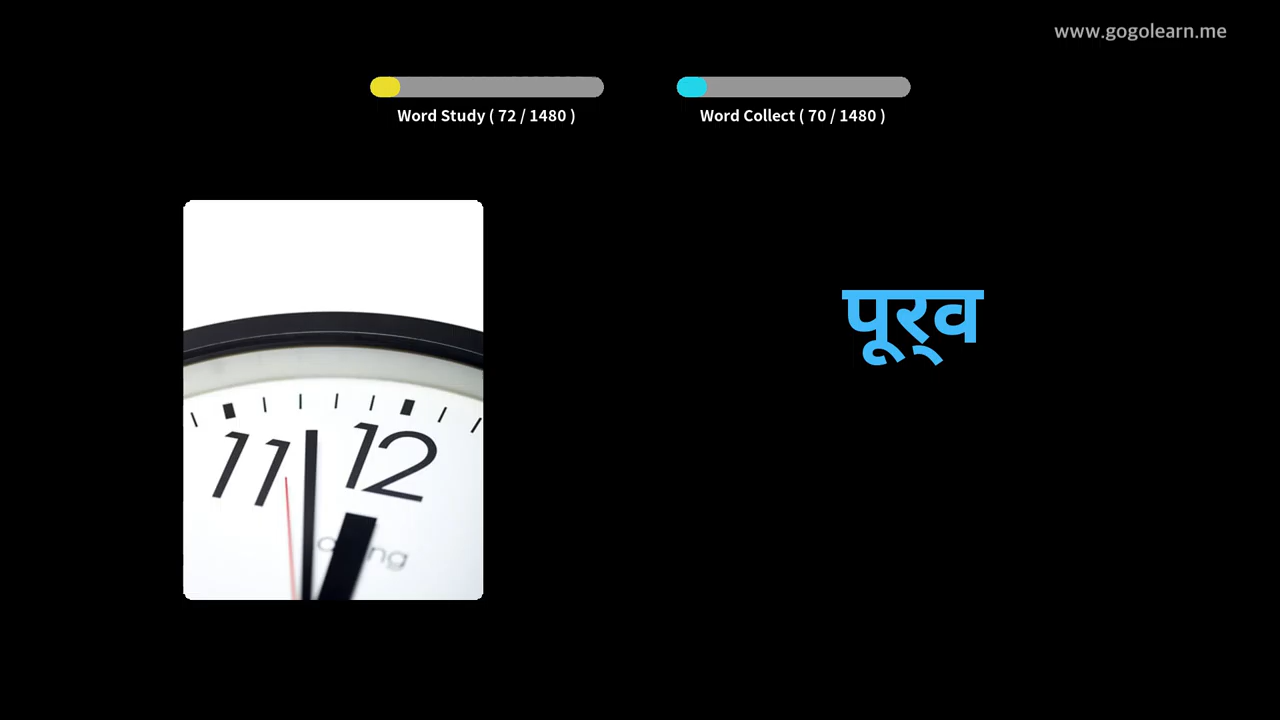 www.gogolearn.me
Word Study ( 72 / 1480 )
Word Collect ( 70 / 1480 )
पूर्‌व
11 12